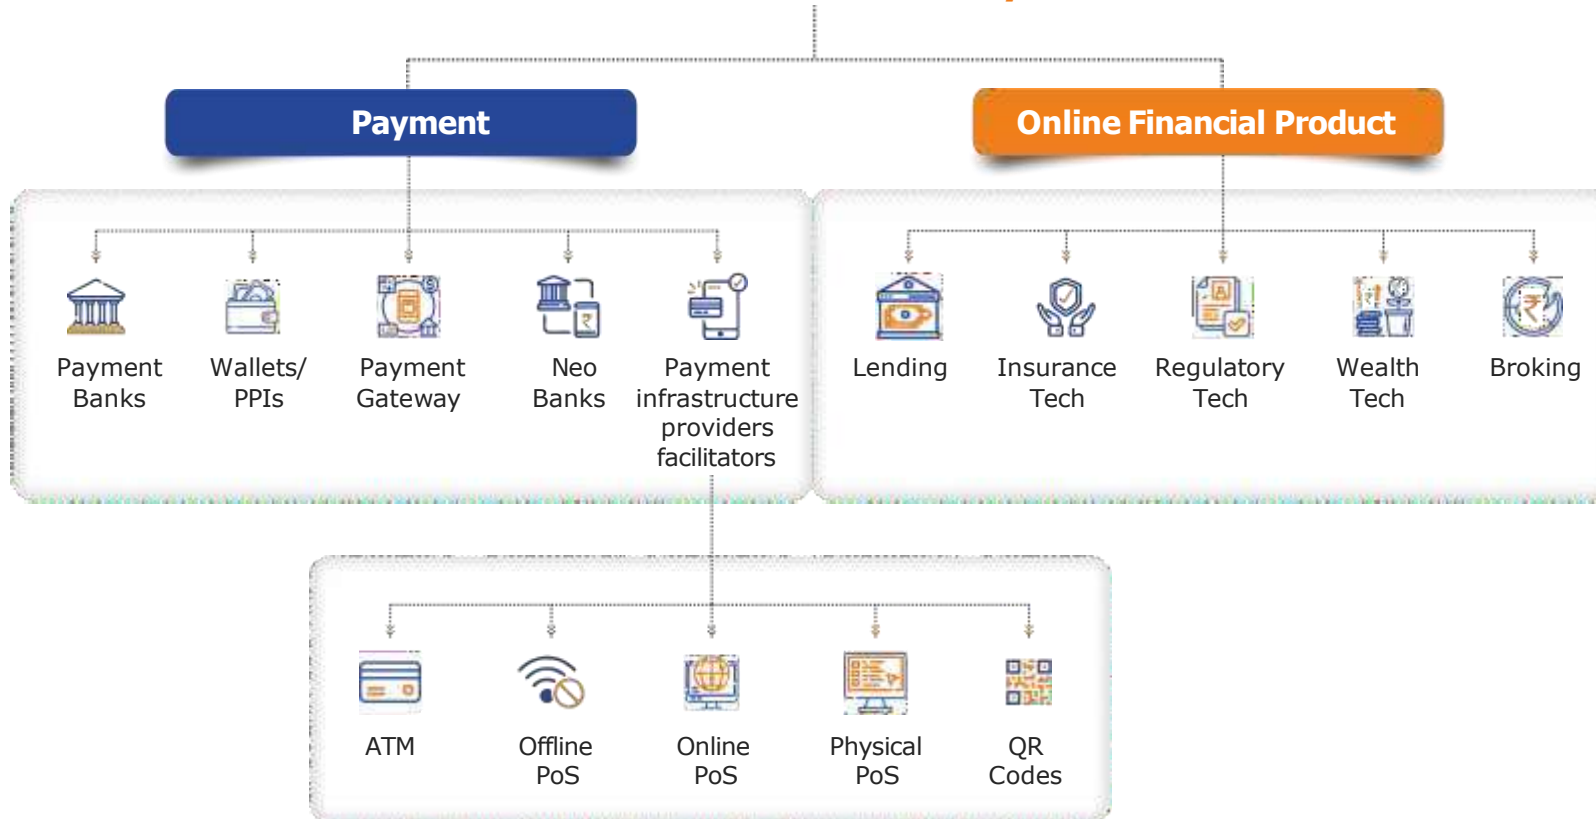 Payment
Online Financial Product
Payment
Banks
Wallets/
PPIs
Payment
Gateway
Neo
Banks
Payment
infrastructure
providers
facilitators
Lending
Insurance
Tech
Regulatory
Tech
Wealth
Tech
Broking
ATM
Offline
PoS
Online
PoS
Physical
PoS
QR
Codes